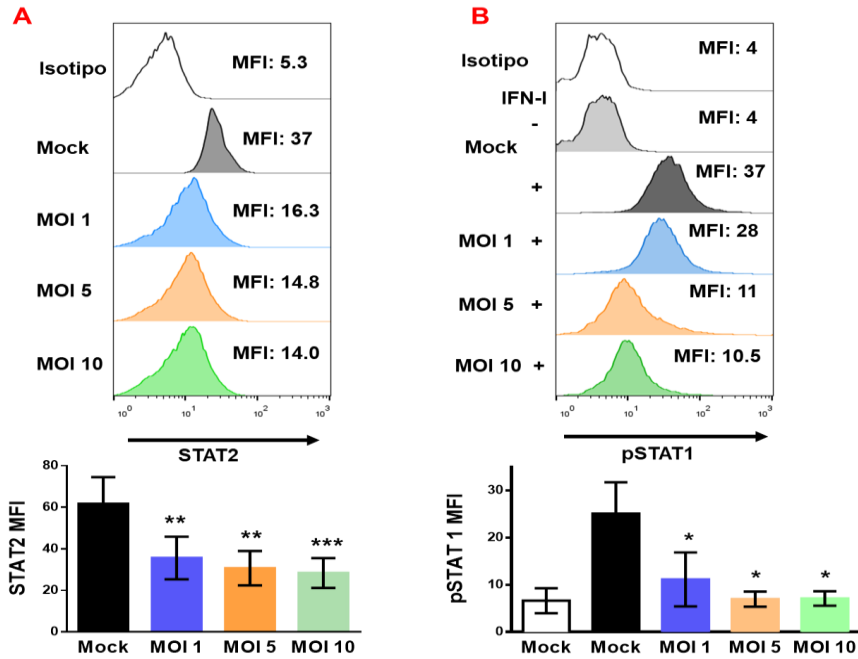 A
Isotipo MFI: 5.3
Mock MFI: 37
MOI 1 MFI: 16.3
MOI 5 MFI: 14.8
MOI 10 MFI: 14.0
10⁰ 10¹ 10² 10³
STAT2
STAT2 MFI
80
60
40
20
0
** ** ***
Mock MOI 1 MOI 5 MOI 10
B
Isotipo MFI: 4
IFN-I
Mock - MFI: 4
+ MFI: 37
MOI 1 + MFI: 28
MOI 5 + MFI: 11
MOI 10 + MFI: 10.5
10⁰ 10¹ 10² 10³
pSTAT1
pSTAT 1 MFI
30
20
10
0
* * *
Mock Mock MOI 1 MOI 5 MOI 10